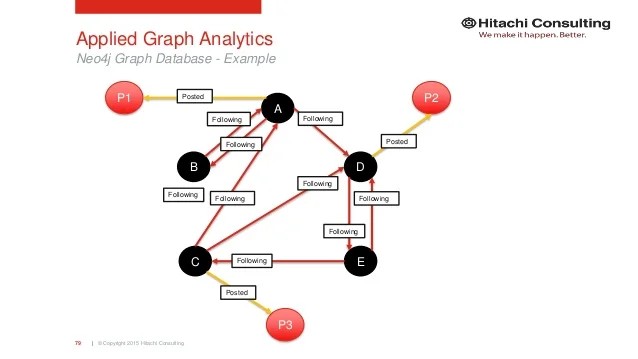 Hitachi Consulting
We make it happen. Better.
Applied Graph Analytics
Neo4j Graph Database - Example
P1
Posted
A
P2
Following
Following
Following
Posted
B
D
Following
Following
Following
Following
Following
C
Following
E
Posted
P3
79 | © Copyright 2015 Hitachi Consulting